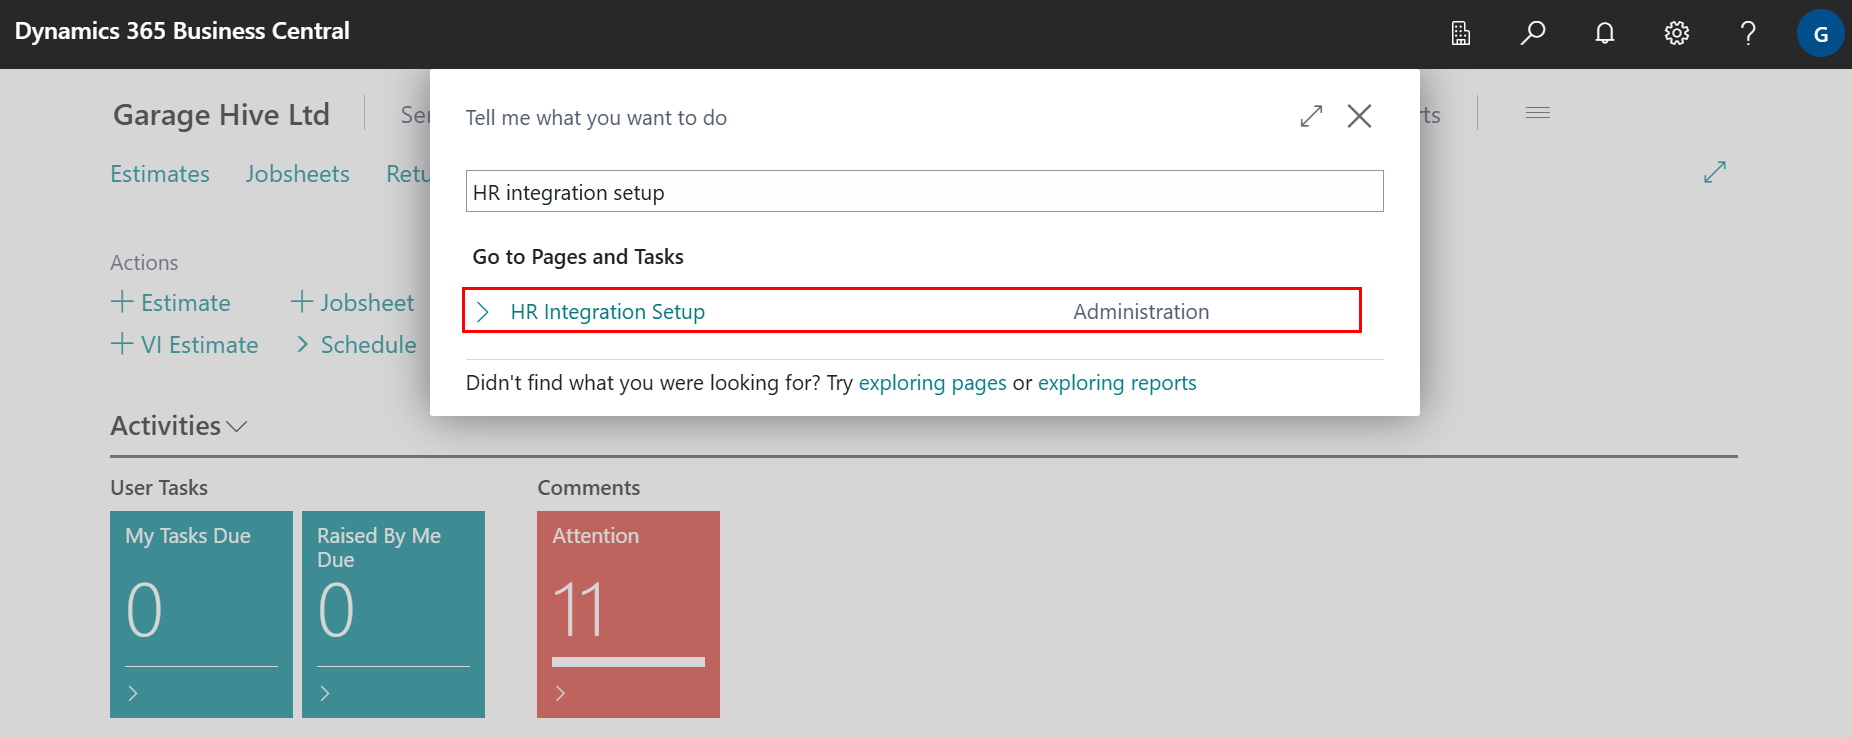 Dynamics 365 Business Central
G
Garage Hive Ltd
Tell me what you want to do
Estimates Jobsheets
HR integration setup
Go to Pages and Tasks
HR Integration Setup Administration
Didn't find what you were looking for? Try exploring pages or exploring reports
Actions
+ Estimate + Jobsheet
+ VI Estimate > Schedule
Activities
User Tasks
Comments
My Tasks Due
0
Raised By Me
Due
0
Attention
11